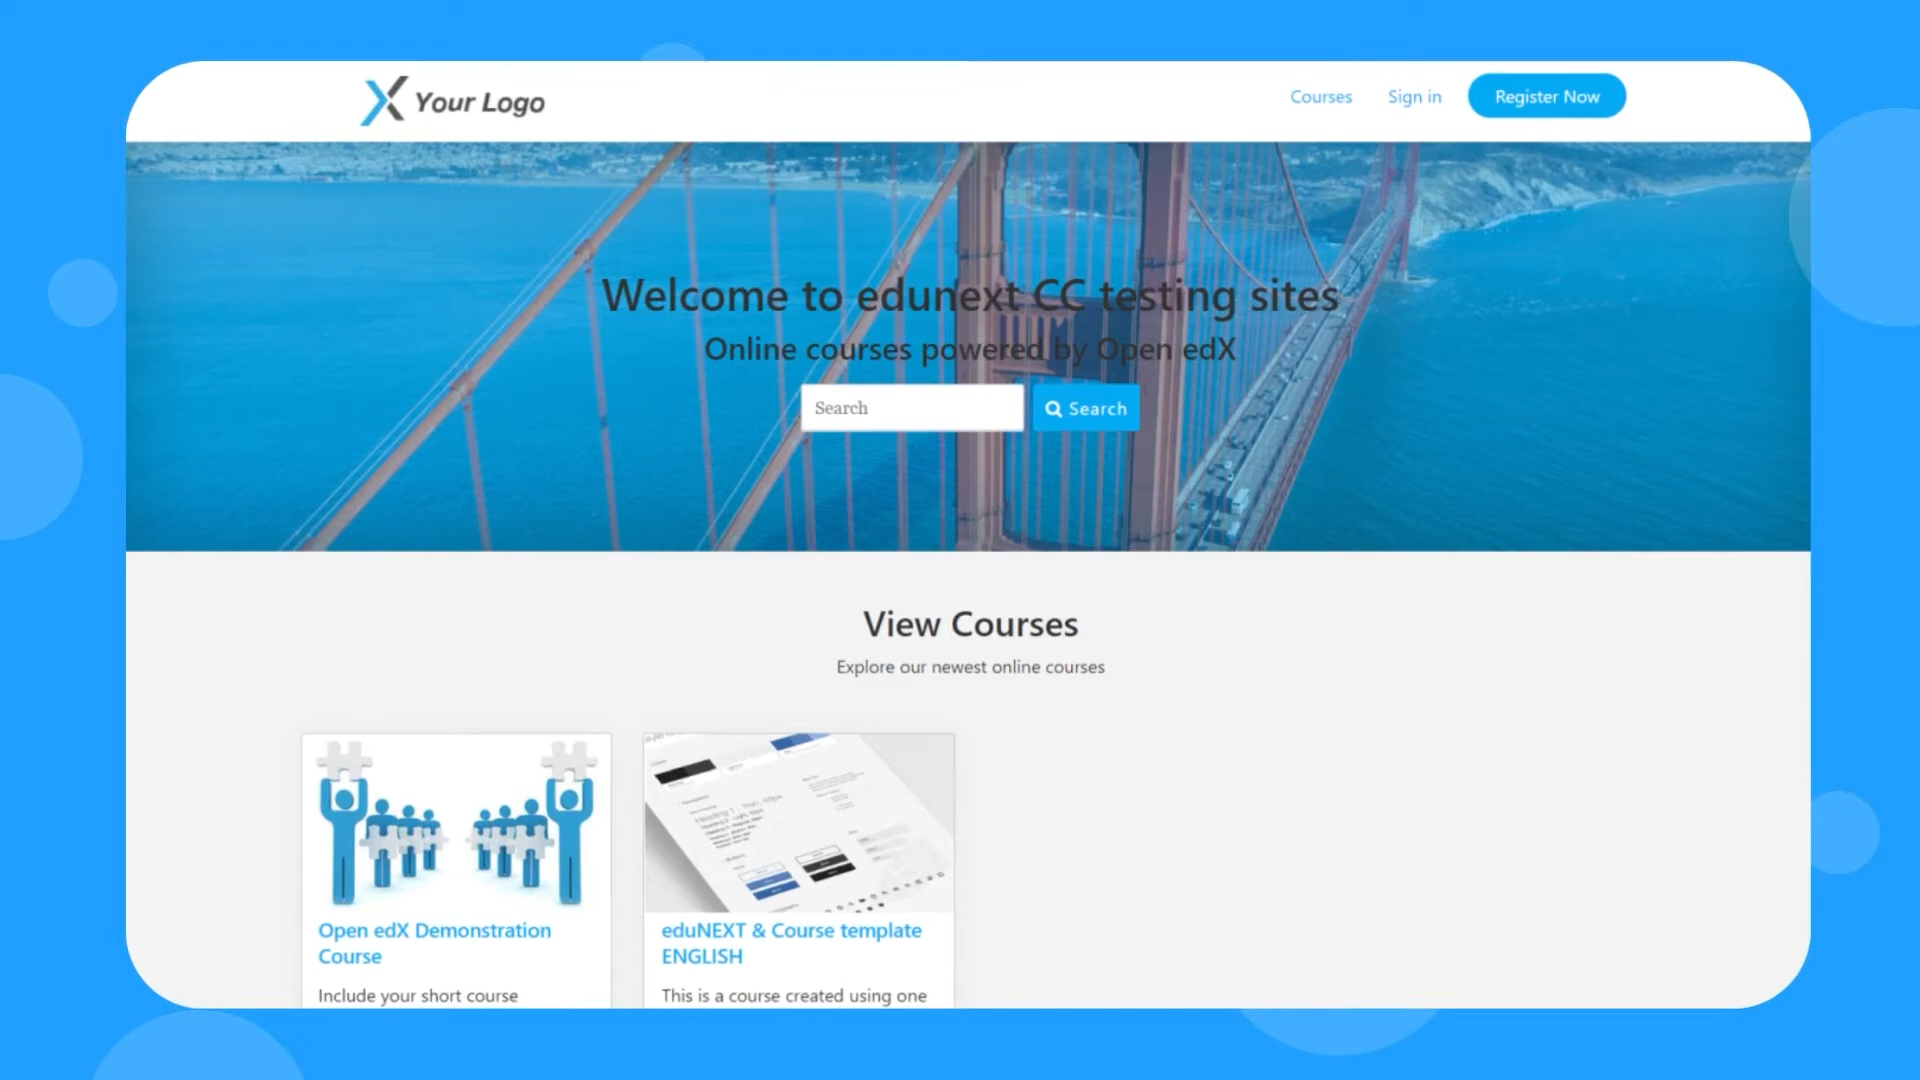 Your Logo
Courses
Sign in
Register Now
Welcome to edunext CC testing sites
Online courses powered by Open edX
Search
Search
View Courses
Explore our newest online courses
Open edX Demonstration
Course
Include your short course
eduNEXT & Course template
ENGLISH
This is a course created using one